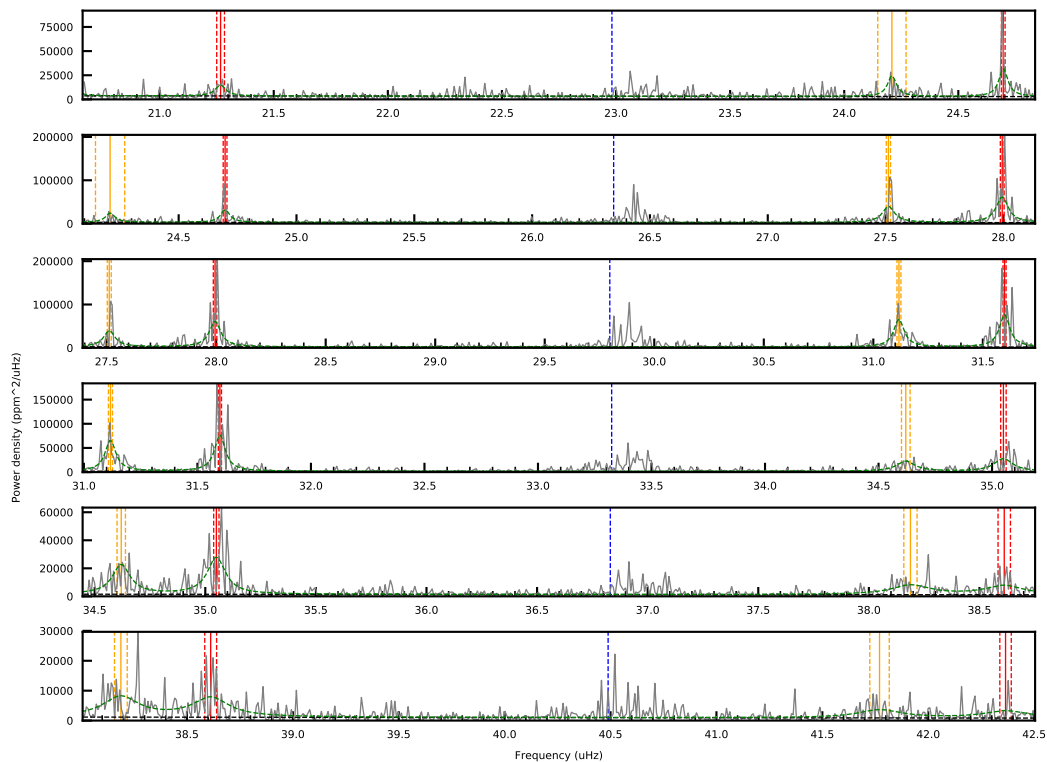 75000
50000
25000
0
21.0 21.5 22.0 22.5 23.0 23.5 24.0 24.5
200000
100000
0
24.5 25.0 25.5 26.0 26.5 27.0 27.5 28.0
200000
100000
0
27.5 28.0 28.5 29.0 29.5 30.0 30.5 31.0 31.5
Power density (ppm^2/uHz)
150000
100000
50000
0
31.0 31.5 32.0 32.5 33.0 33.5 34.0 34.5 35.0
60000
40000
20000
0
34.5 35.0 35.5 36.0 36.5 37.0 37.5 38.0 38.5
30000
20000
10000
0
38.5 39.0 39.5 40.0 40.5 41.0 41.5 42.0 42.5
Frequency (uHz)